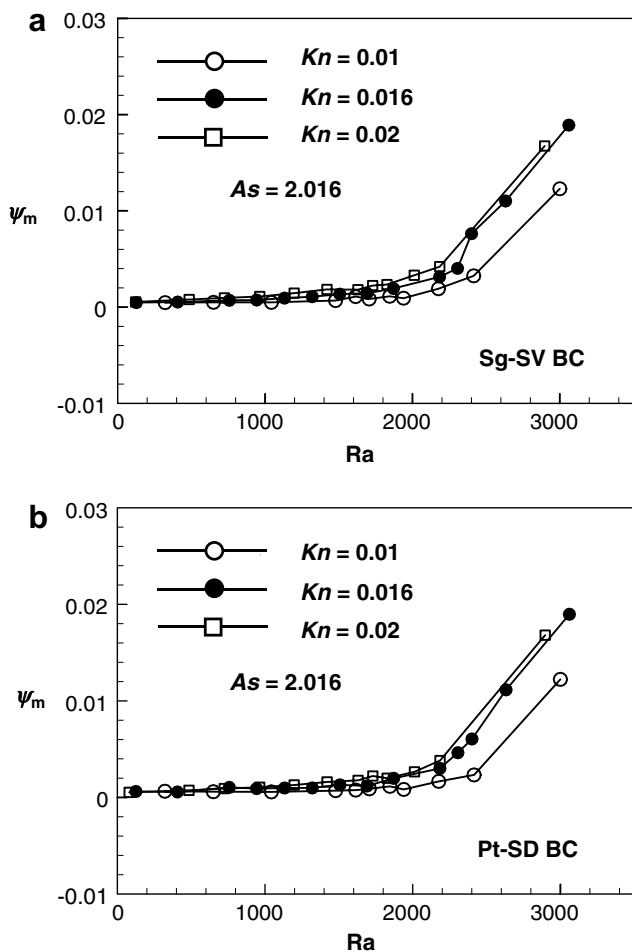 a
0.03
0.02
0.01
0
-0.01
ψm
Kn = 0.01
Kn = 0.016
Kn = 0.02
As = 2.016
Sg-SV BC
0 1000 2000 3000
Ra
b
0.03
0.02
0.01
0
-0.01
ψm
Kn = 0.01
Kn = 0.016
Kn = 0.02
As = 2.016
Pt-SD BC
0 1000 2000 3000
Ra